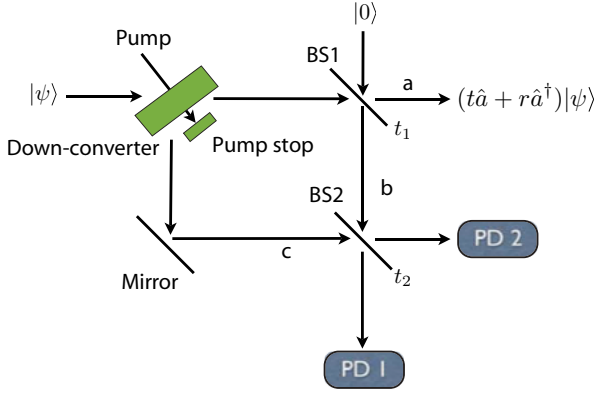 |0⟩
Pump
BS1
a
|ψ⟩
(tâ + râ†)|ψ⟩
t₁
Down-converter
Pump stop
b
BS2
PD 2
c
Mirror
t₂
PD 1